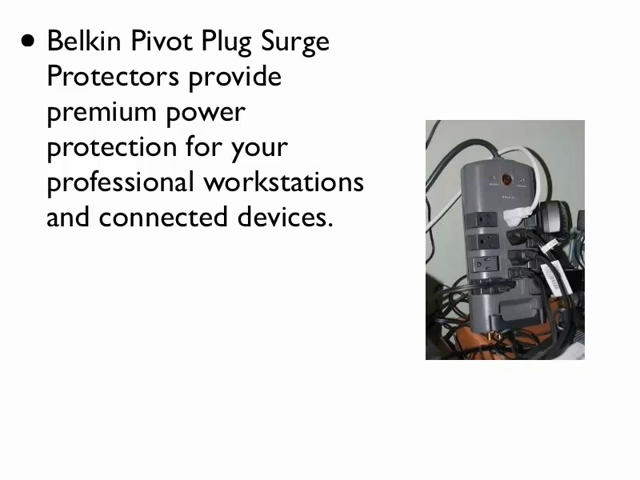 • Belkin Pivot Plug Surge
Protectors provide
premium power
protection for your
professional workstations
and connected devices.